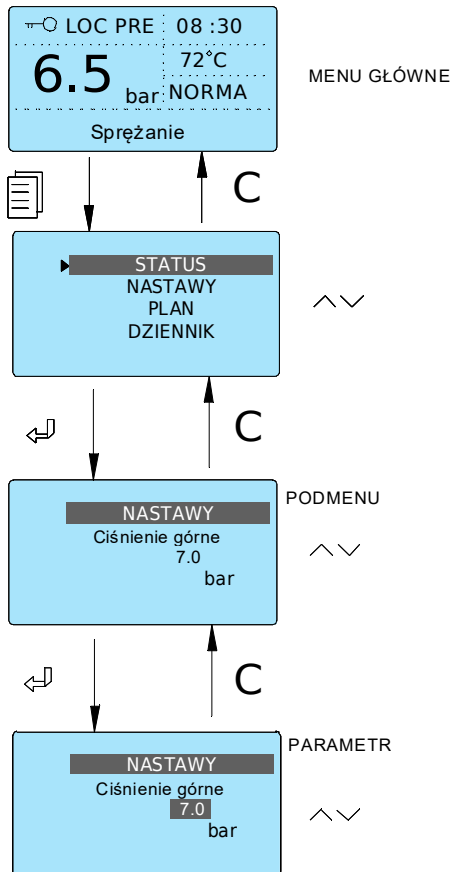 LOC PRE 08 :30
6.5 bar
72°C
NORMA
Sprężanie
MENU GŁÓWNE
C
STATUS
NASTAWY
PLAN
DZIENNIK
C
NASTAWY
Ciśnienie górne
7.0
bar
PODMENU
C
NASTAWY
Ciśnienie górne
7.0
bar
PARAMETR